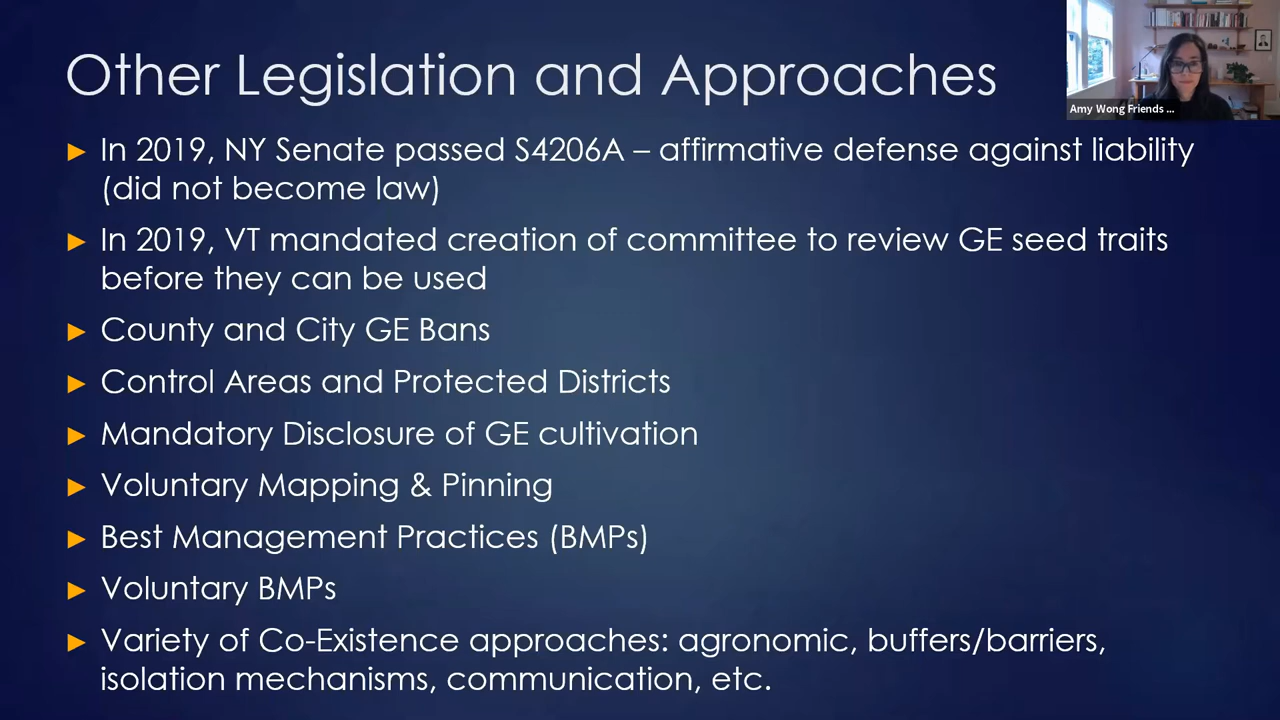 Other Legislation and Approaches
Amy Wong Friends ...
In 2019, NY Senate passed S4206A – affirmative defense against liability
(did not become law)
In 2019, VT mandated creation of committee to review GE seed traits
before they can be used
County and City GE Bans
Control Areas and Protected Districts
Mandatory Disclosure of GE cultivation
Voluntary Mapping & Pinning
Best Management Practices (BMPs)
Voluntary BMPs
Variety of Co-Existence approaches: agronomic, buffers/barriers,
isolation mechanisms, communication, etc.